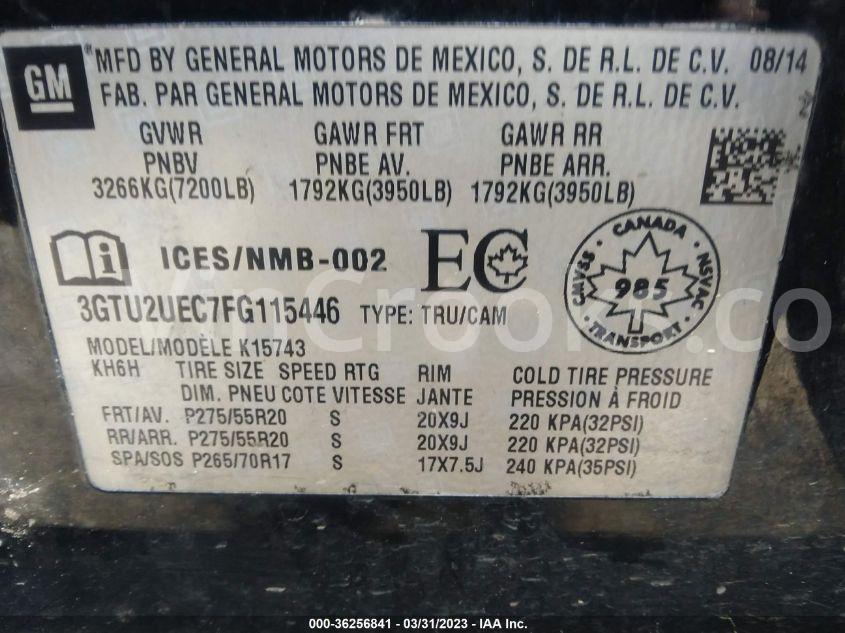 GM ® MFD BY GENERAL MOTORS DE MEXICO, S. DE R.L. DE C.V. 08/14
FAB. PAR GENERAL MOTORS DE MEXICO, S. DE R.L. DE C.V.
GVWR GAWR FRT GAWR RR
PNBV PNBE AV. PNBE ARR.
3266KG(7200LB) 1792KG(3950LB) 1792KG(3950LB)
i ICES/NMB-002 EC
CANADA
CMVSS 985 NSVAC
TRANSPORT
3GTU2UEC7FG115446 TYPE: TRU/CAM
MODEL/MODÈLE K15743
KH6H TIRE SIZE SPEED RTG RIM COLD TIRE PRESSURE
DIM. PNEU COTE VITESSE JANTE PRESSION À FROID
FRT/AV. P275/55R20 S 20X9J 220 KPA(32PSI)
RR/ARR. P275/55R20 S 20X9J 220 KPA(32PSI)
SPA/SOS P265/70R17 S 17X7.5J 240 KPA(35PSI)
000-36256841 - 03/31/2023 - IAA Inc.